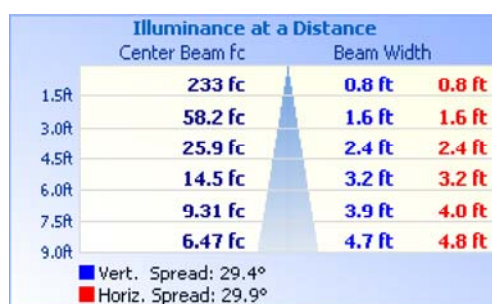 Illuminance at a Distance
Center Beam fc Beam Width
1.5ft 233 fc 0.8 ft 0.8 ft
3.0ft 58.2 fc 1.6 ft 1.6 ft
4.5ft 25.9 fc 2.4 ft 2.4 ft
6.0ft 14.5 fc 3.2 ft 3.2 ft
7.5ft 9.31 fc 3.9 ft 4.0 ft
9.0ft 6.47 fc 4.7 ft 4.8 ft
Vert. Spread: 29.4°
Horiz. Spread: 29.9°